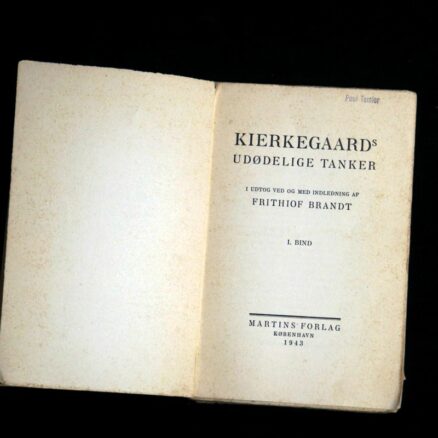 KIERKEGAARDs
UDØDELIGE TANKER
I UDTOG VED OG MED INDLEDNING AF
FRITHIOF BRANDT
I. BIND
MARTINS FORLAG
KØBENHAVN
1943